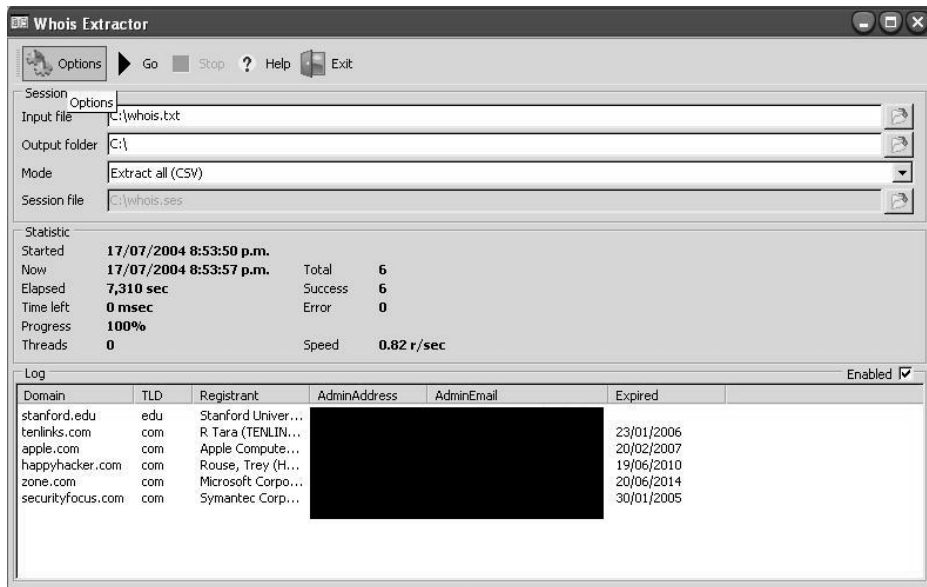 Whois Extractor
Options Go Stop ? Help Exit
Session
Options
Input file C:\whois.txt
Output folder C:\
Mode Extract all (CSV)
Session file C:\whois.ses
Statistic
Started 17/07/2004 8:53:50 p.m.
Now 17/07/2004 8:53:57 p.m. Total 6
Elapsed 7,310 sec Success 6
Time left 0 msec Error 0
Progress 100%
Threads 0 Speed 0.82 r/sec
Log Enabled
Domain TLD Registrant AdminAddress AdminEmail Expired
stanford.edu edu Stanford Univer...
tenlinks.com com R Tara (TENLIN... 23/01/2006
apple.com com Apple Compute... 20/02/2007
happyhacker.com com Rouse, Trey (H... 19/06/2010
zone.com com Microsoft Corpo... 20/06/2014
securityfocus.com com Symantec Corp... 30/01/2005